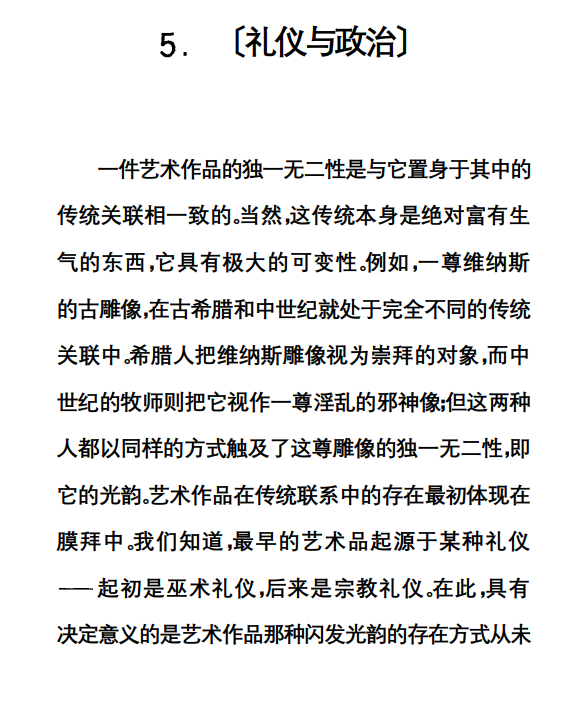 5. 〔礼仪与政治〕
一件艺术作品的独一无二性是与它置身于其中的
传统关联相一致的。当然,这传统本身是绝对富有生
气的东西,它具有极大的可变性。例如,一尊维纳斯
的古雕像,在古希腊和中世纪就处于完全不同的传统
关联中。希腊人把维纳斯雕像视为崇拜的对象,而中
世纪的牧师则把它视作一尊淫乱的邪神像;但这两种
人都以同样的方式触及了这尊雕像的独一无二性,即
它的光韵。艺术作品在传统联系中的存在最初体现在
膜拜中。我们知道,最早的艺术品起源于某种礼仪
——起初是巫术礼仪,后来是宗教礼仪。在此,具有
决定意义的是艺术作品那种闪发光韵的存在方式从未